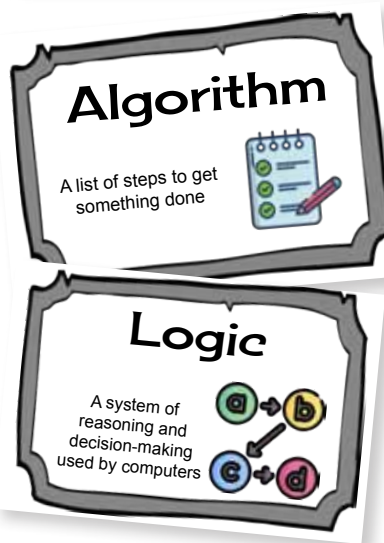 Algorithm
A list of steps to get
something done
Logic
A system of
reasoning and
decision-making
used by computers
a
b
c
d